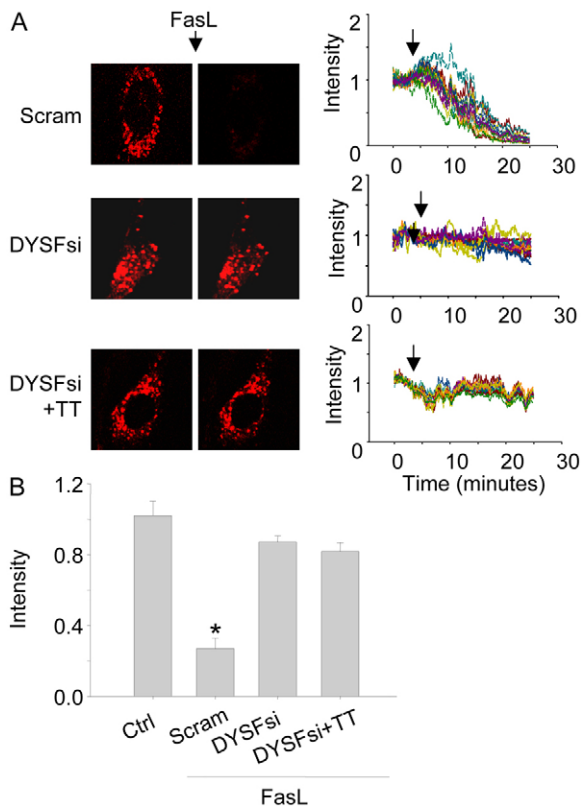 A
FasL
Scram
Intensity
2
1
0
0 10 20 30
DYSFsi
Intensity
2
1
0
0 10 20 30
DYSFsi
+TT
Intensity
2
1
0
0 10 20 30
Time (minutes)
B
Intensity
1.2
0.8
0.4
0.0
*
Ctrl
Scram
DYSFsi
DYSFsi+TT
FasL